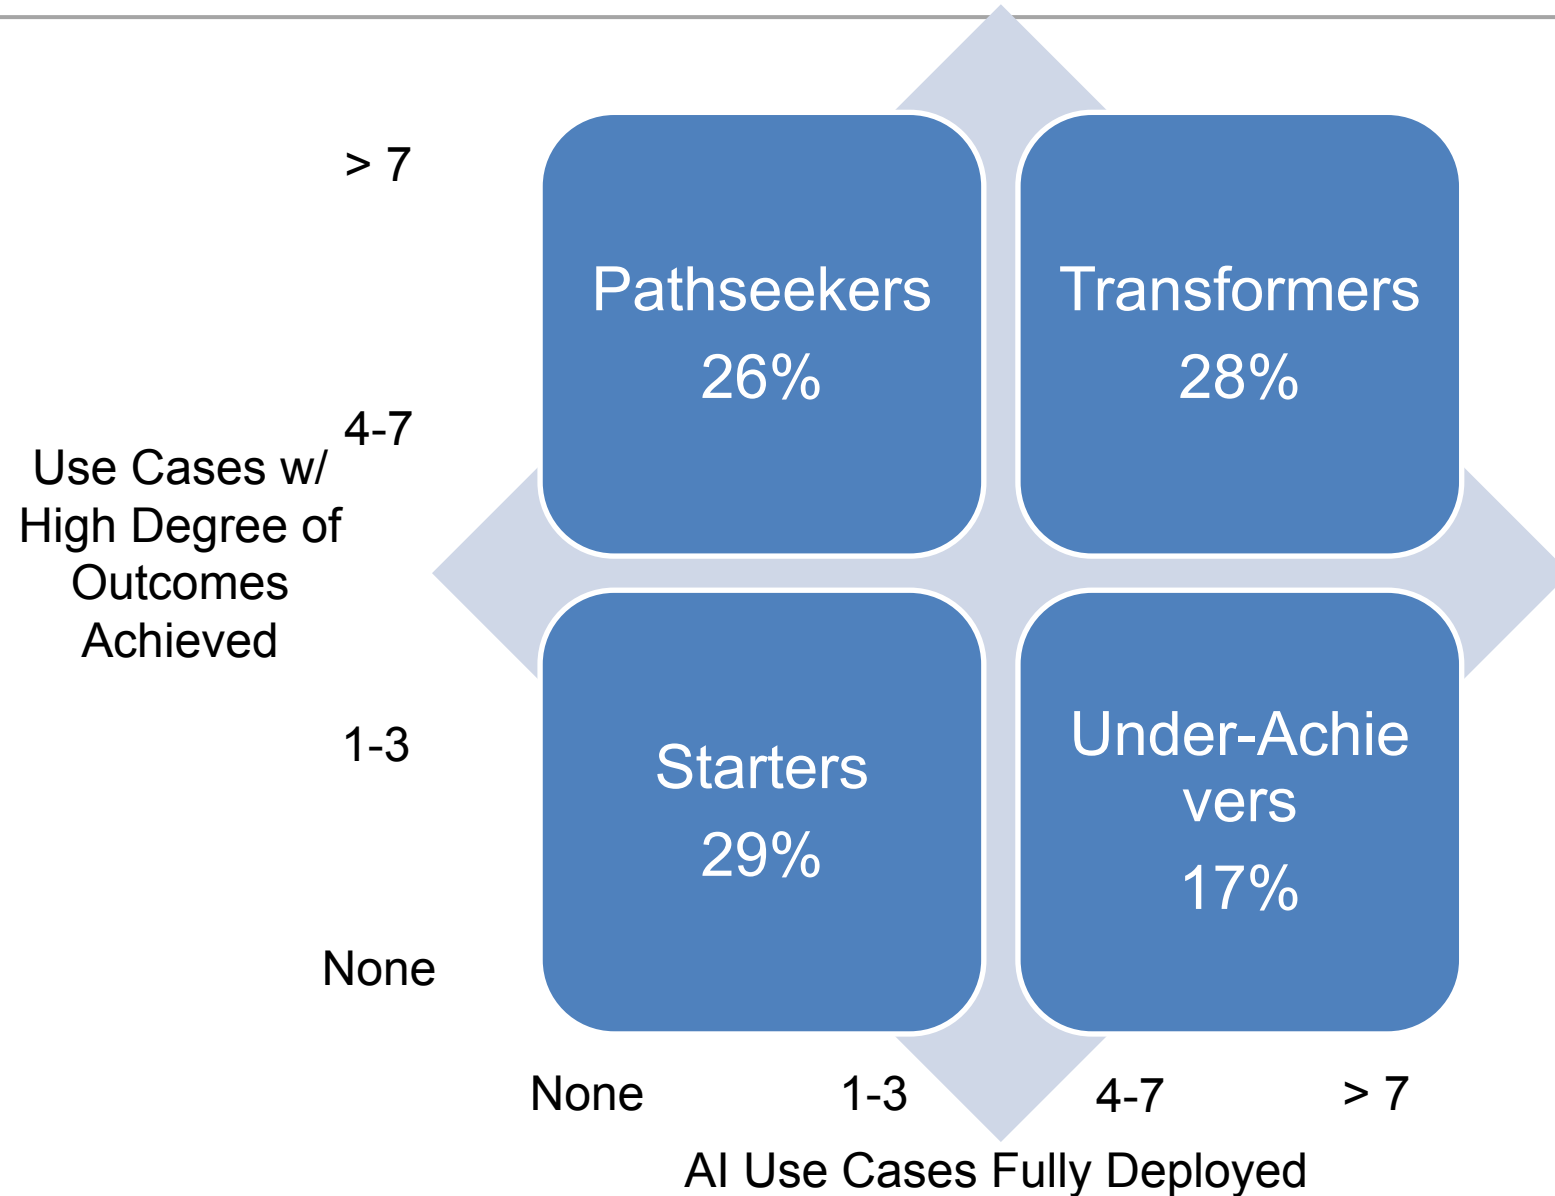 > 7
4-7
Use Cases w/
High Degree of
Outcomes
Achieved
1-3
None
Pathseekers
26%
Transformers
28%
Starters
29%
Under-Achie
vers
17%
None
1-3
4-7
> 7
AI Use Cases Fully Deployed